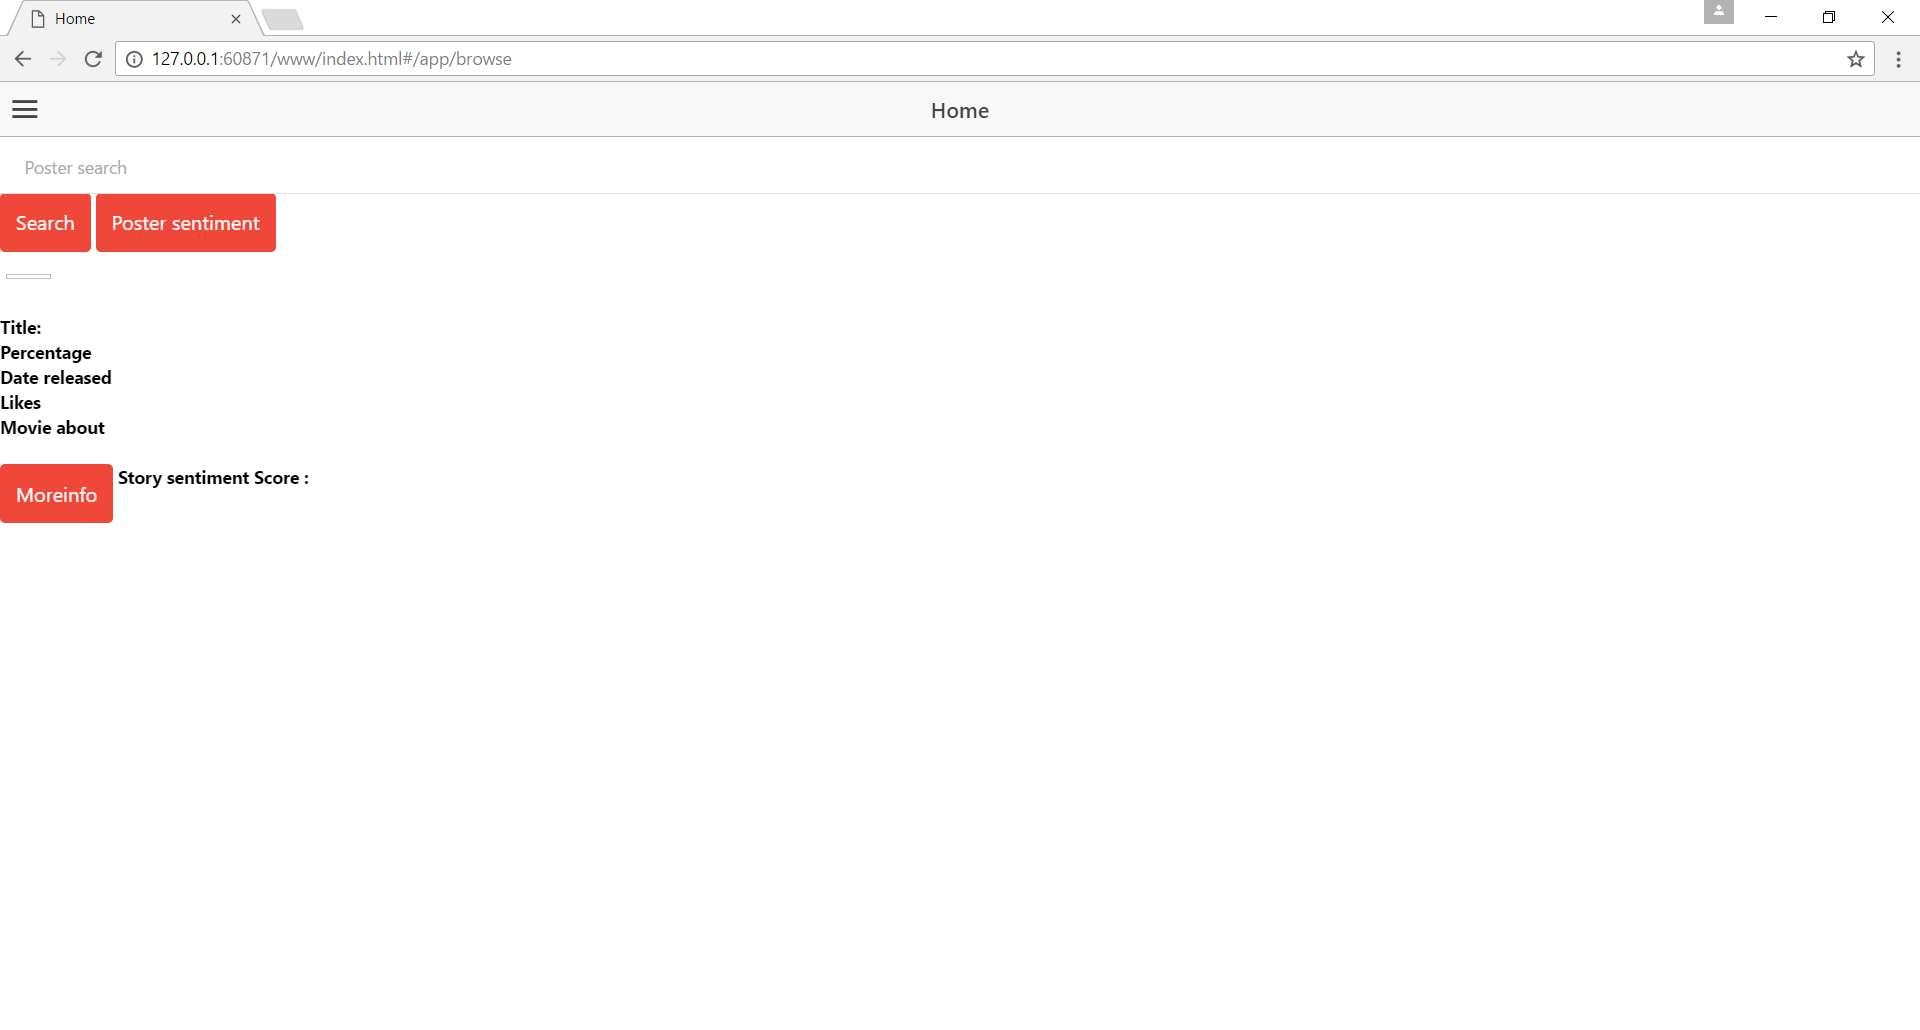 Home
127.0.0.1:60871/www/index.html#/app/browse
Home
Poster search
Search Poster sentiment
Title:
Percentage
Date released
Likes
Movie about
Moreinfo Story sentiment Score :